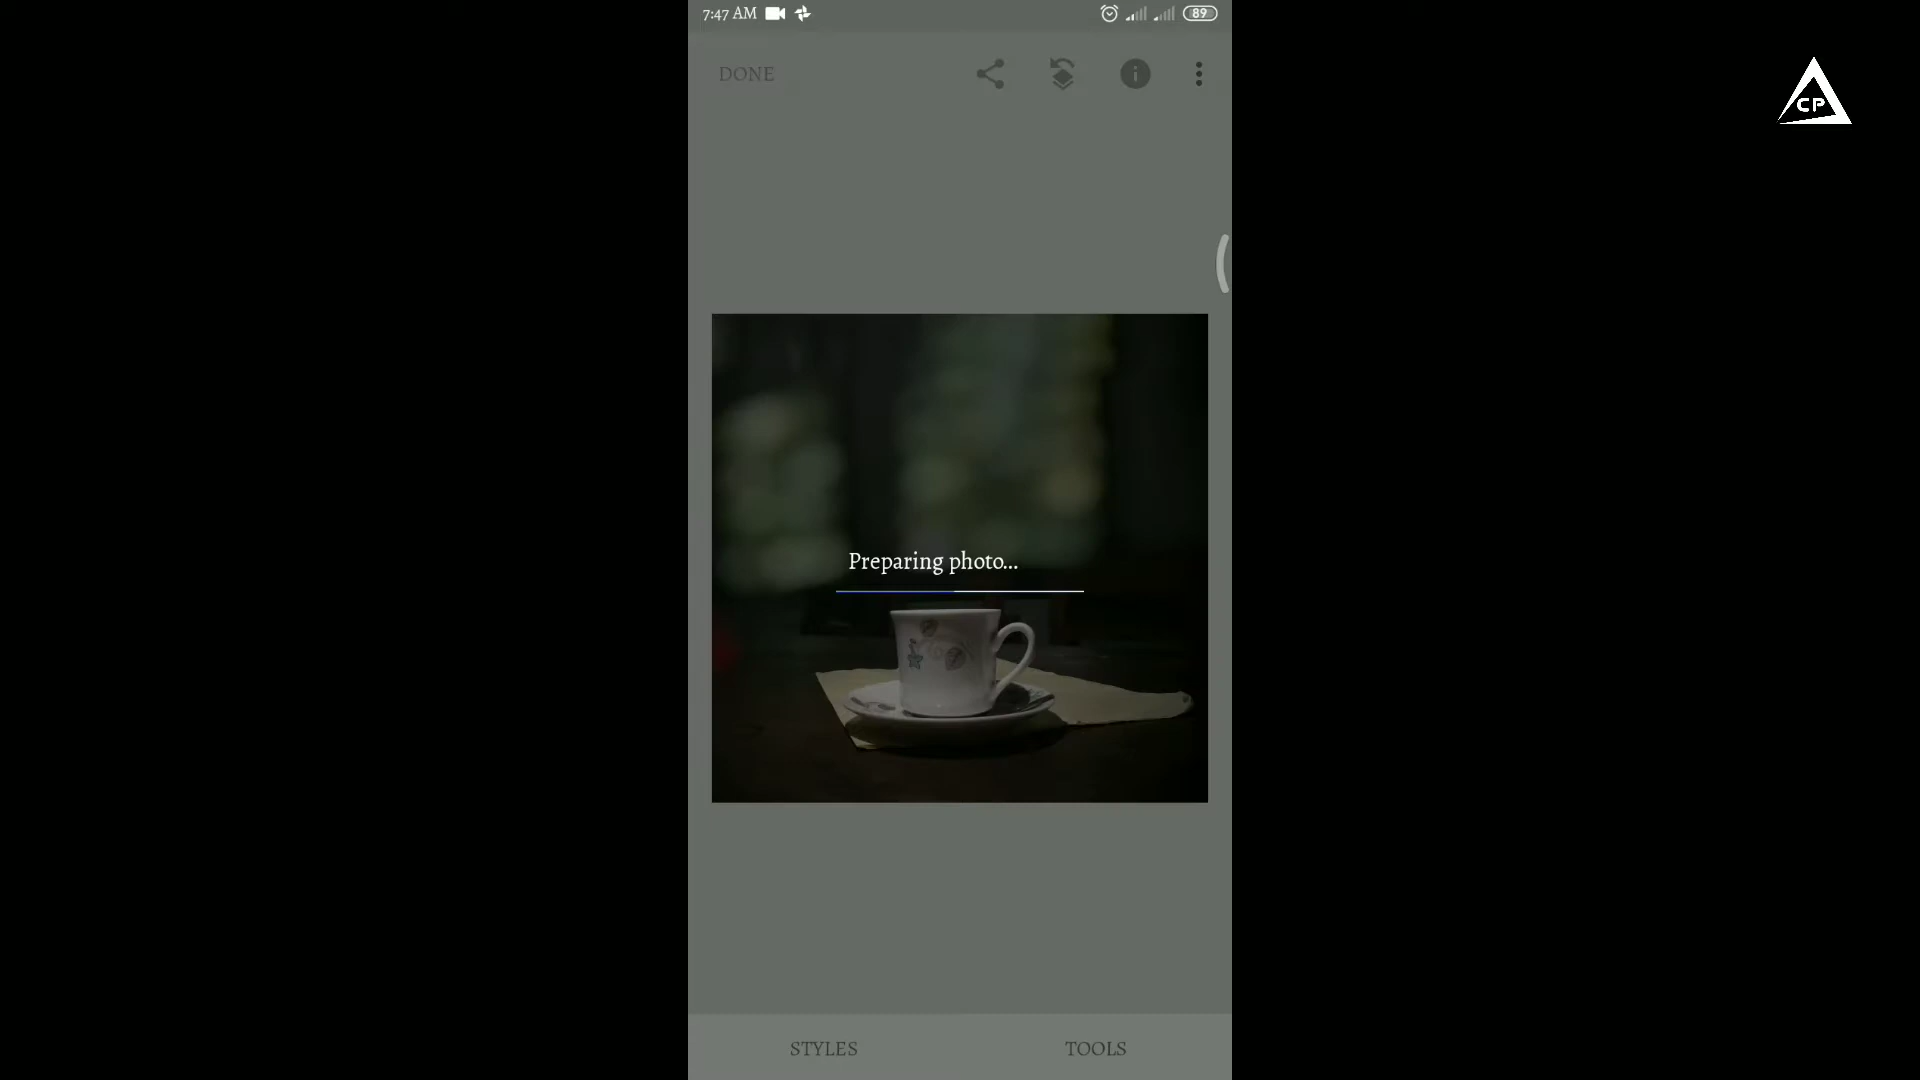 7:47 AM
89
DONE
CP
Preparing photo...
STYLES
TOOLS